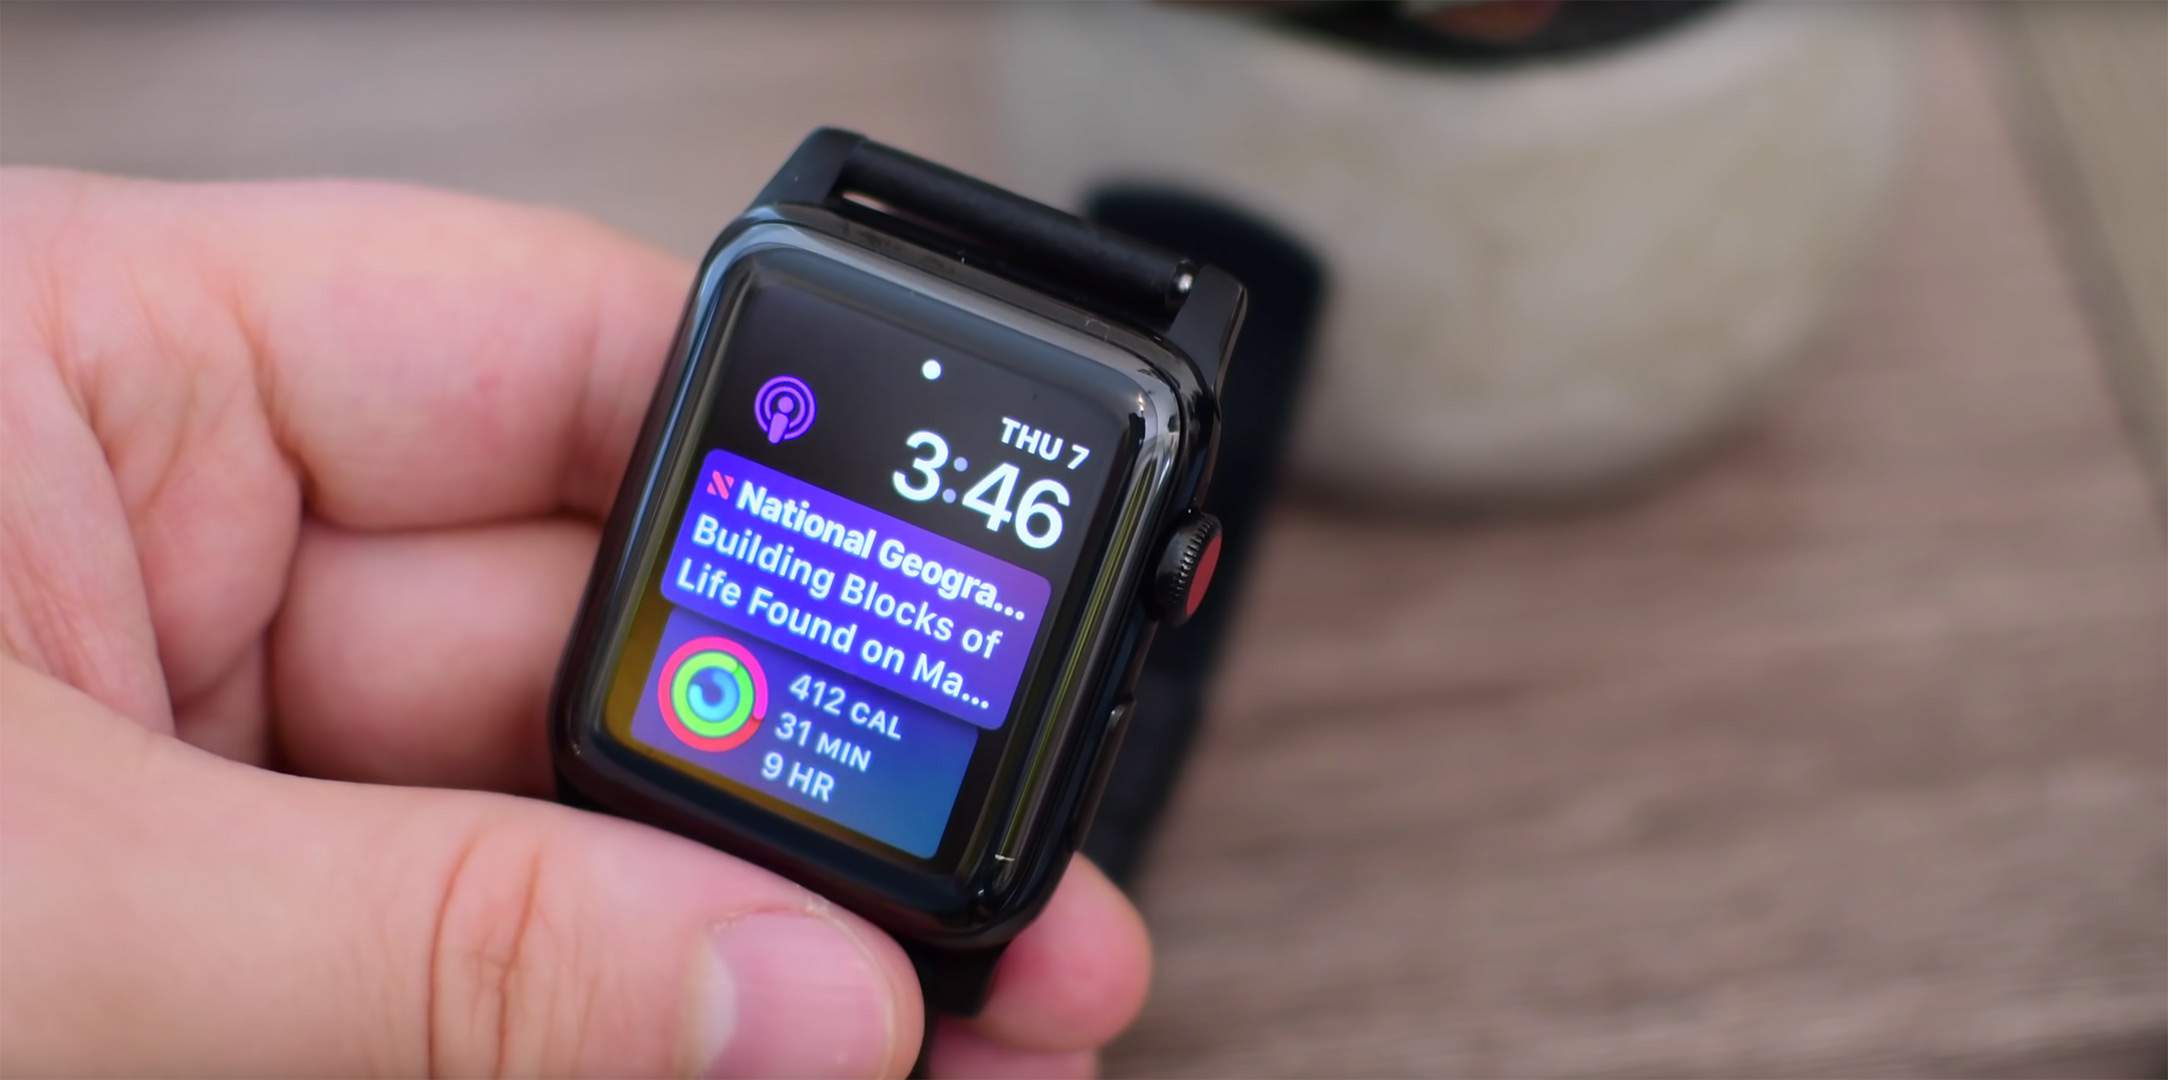 THU 7
3:46
National Geogra...
Building Blocks of
Life Found on Ma...
412 CAL
31 MIN
9 HR